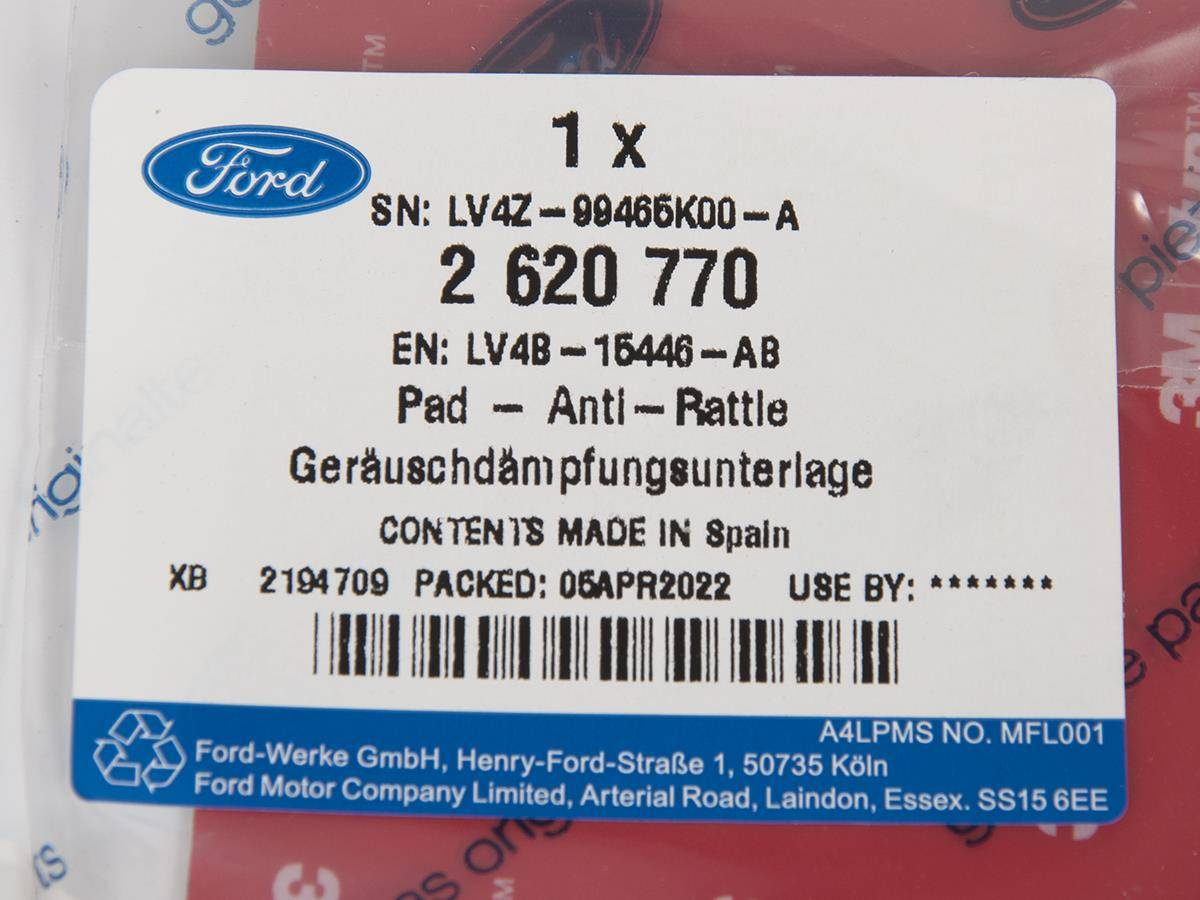 Ford
1 x
SN: LV4Z-99465K00-A
2 620 770
EN: LV4B-15446-AB
Pad - Anti-Rattle
Geräuschdämpfungsunterlage
CONTENTS MADE IN Spain
XB 2194709 PACKED: 05APR2022 USE BY: *******
A4LPMS NO. MFL001
Ford-Werke GmbH, Henry-Ford-Straße 1, 50735 Köln
Ford Motor Company Limited, Arterial Road, Laindon, Essex. SS15 6EE
3M